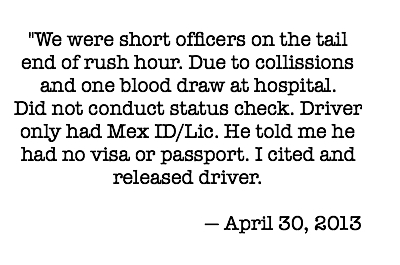 "We were short officers on the tail
end of rush hour. Due to collissions
and one blood draw at hospital.
Did not conduct status check. Driver
only had Mex ID/Lic. He told me he
had no visa or passport. I cited and
released driver.
— April 30, 2013